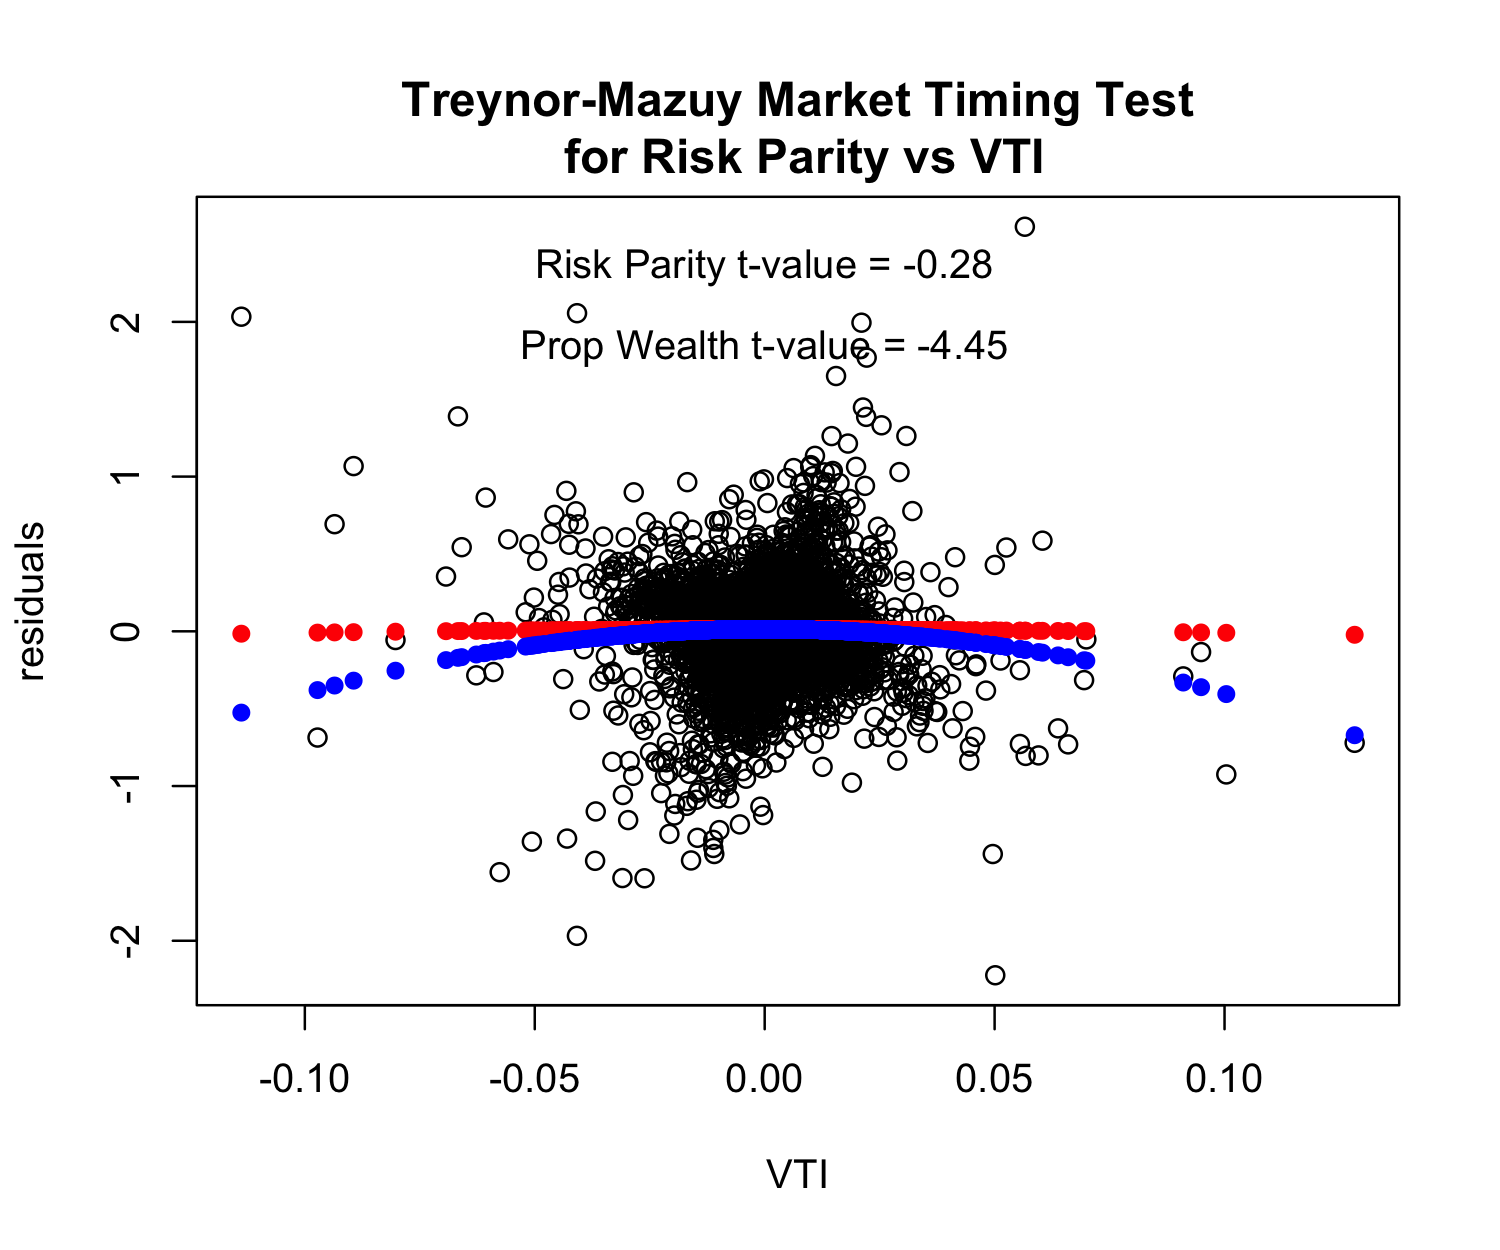 Treynor-Mazuy Market Timing Test
for Risk Parity vs VTI
Risk Parity t-value = -0.28
Prop Wealth t-value = -4.45
residuals
2
1
0
-1
-2
-0.10 -0.05 0.00 0.05 0.10
VTI